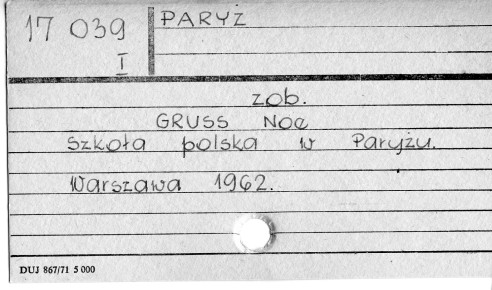 17 039
I
PARYŻ
zob.
GRUSS Noe
Szkoła polska w Paryżu.
Warszawa 1962.
DUJ 867/71 5 000